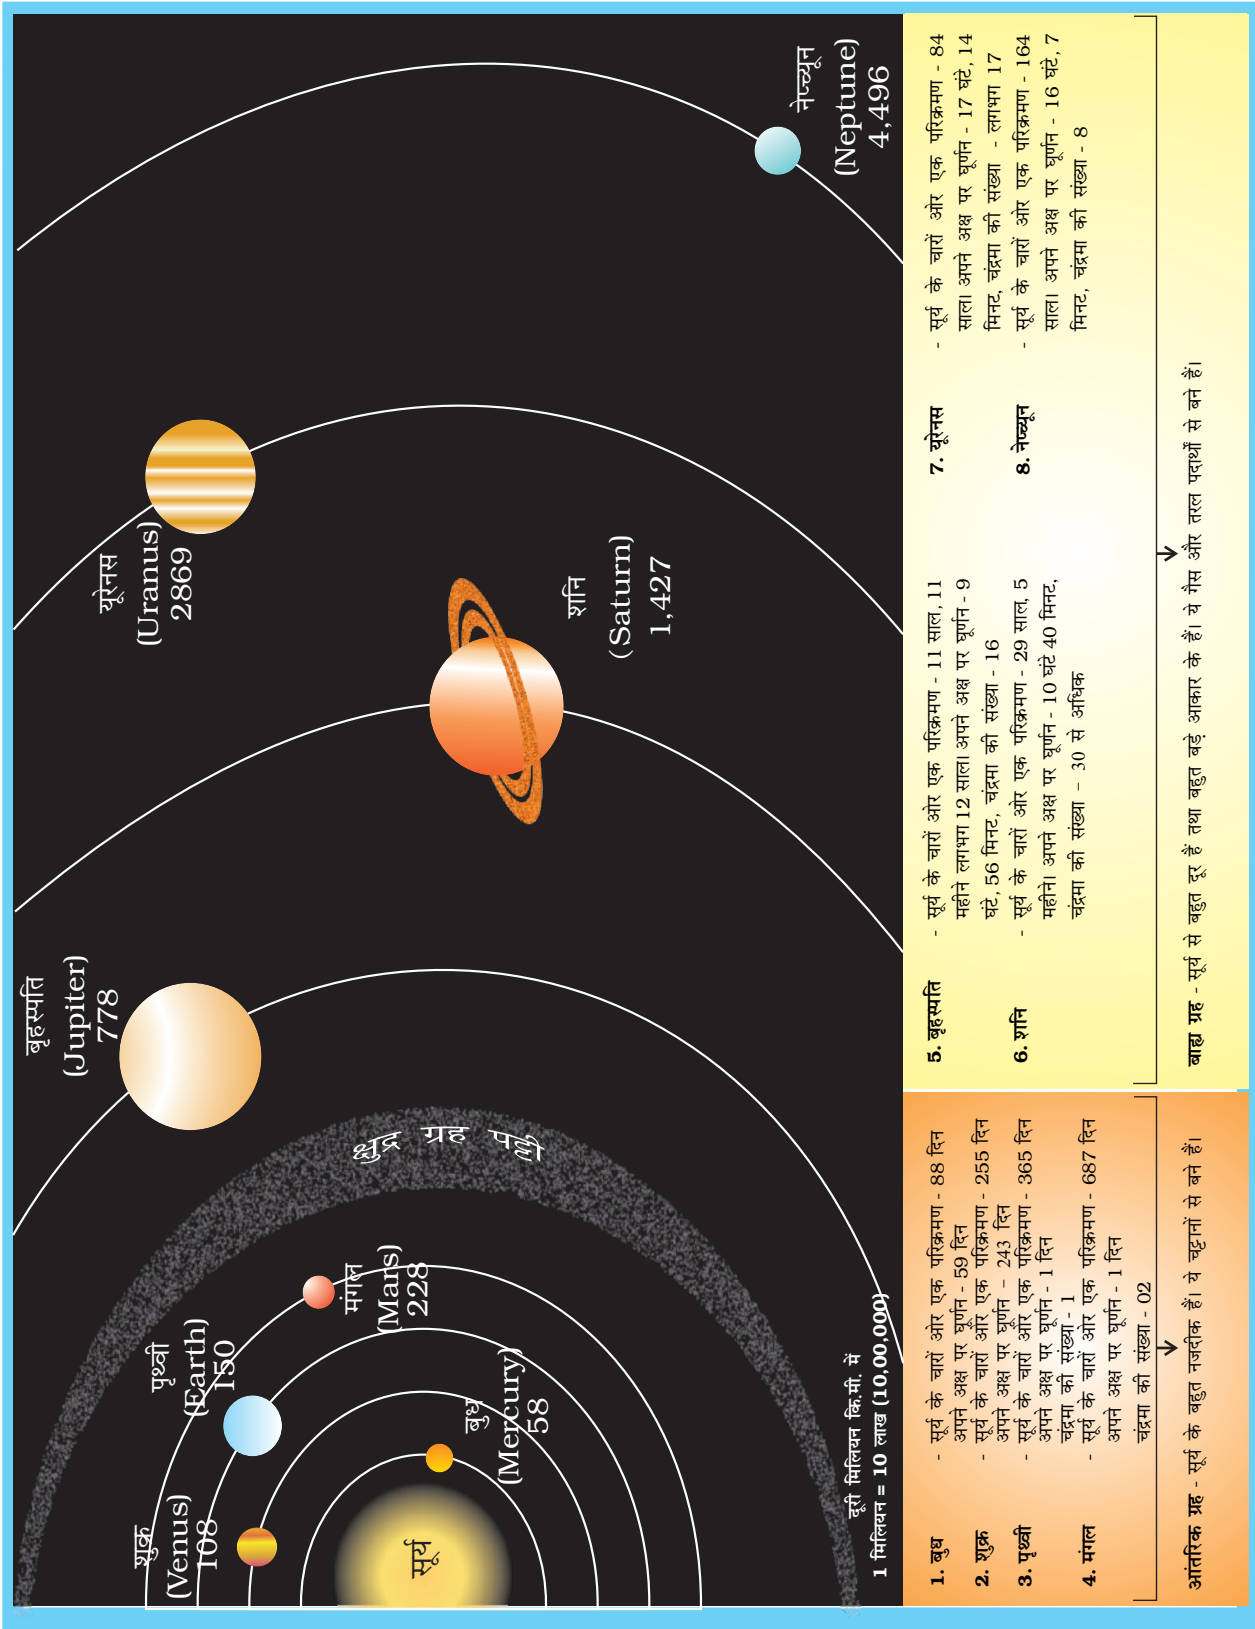 सूर्य
बुध
(Mercury)
58
शुक्र
(Venus)
108
पृथ्वी
(Earth)
150
मंगल
(Mars)
228
क्षुद्र ग्रह पट्टी
बृहस्पति
(Jupiter)
778
शनि
(Saturn)
1,427
यूरेनस
(Uranus)
2869
नेप्च्यून
(Neptune)
4,496
दूरी मिलियन कि.मी. में
1 मिलियन = 10 लाख (10,00,000)
1. बुध - सूर्य के चारों ओर एक परिक्रमण - 88 दिन
अपने अक्ष पर घूर्णन - 59 दिन
2. शुक्र - सूर्य के चारों ओर एक परिक्रमण - 255 दिन
अपने अक्ष पर घूर्णन – 243 दिन
3. पृथ्वी - सूर्य के चारों ओर एक परिक्रमण - 365 दिन
अपने अक्ष पर घूर्णन - 1 दिन
चंद्रमा की संख्या - 1
4. मंगल - सूर्य के चारों ओर एक परिक्रमण - 687 दिन
अपने अक्ष पर घूर्णन - 1 दिन
चंद्रमा की संख्या - 02
आंतरिक ग्रह - सूर्य के बहुत नजदीक हैं। ये चट्टानों से बने हैं।
5. बृहस्पति - सूर्य के चारों ओर एक परिक्रमण - 11 साल, 11
महीने लगभग 12 साल। अपने अक्ष पर घूर्णन - 9
घंटे, 56 मिनट, चंद्रमा की संख्या - 16
6. शनि - सूर्य के चारों ओर एक परिक्रमण - 29 साल, 5
महीने। अपने अक्ष पर घूर्णन - 10 घंटे 40 मिनट,
चंद्रमा की संख्या – 30 से अधिक
7. यूरेनस - सूर्य के चारों ओर एक परिक्रमण - 84
साल। अपने अक्ष पर घूर्णन - 17 घंटे, 14
मिनट, चंद्रमा की संख्या - लगभग 17
8. नेप्च्यून - सूर्य के चारों ओर एक परिक्रमण - 164
साल। अपने अक्ष पर घूर्णन - 16 घंटे, 7
मिनट, चंद्रमा की संख्या - 8
बाह्य ग्रह - सूर्य से बहुत दूर हैं तथा बहुत बड़े आकार के हैं। ये गैस और तरल पदार्थों से बने हैं।